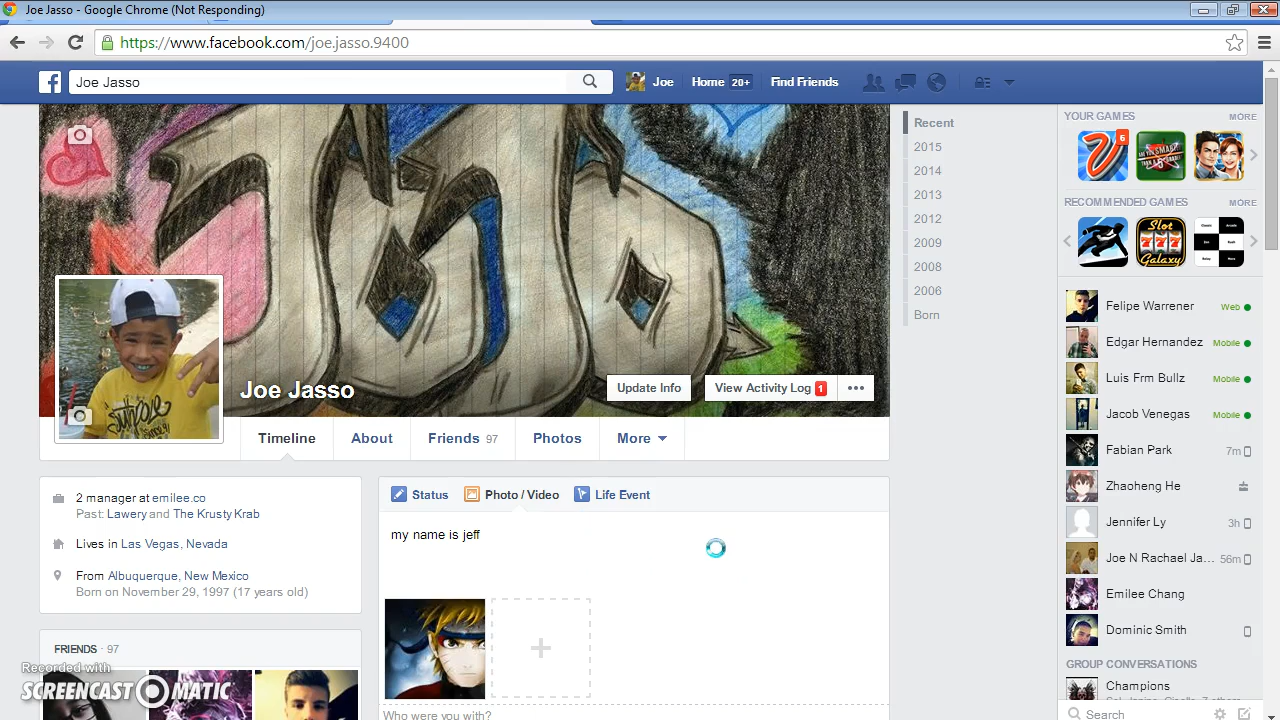 Joe Jasso - Google Chrome (Not Responding)
https://www.facebook.com/joe.jasso.9400
Joe Jasso
Joe
Home 20+
Find Friends
Joe Jasso
Update Info
View Activity Log 1
Timeline
About
Friends 97
Photos
More
2 manager at emilee.co
Past: Lawery and The Krusty Krab
Lives in Las Vegas, Nevada
From Albuquerque, New Mexico
Born on November 29, 1997 (17 years old)
FRIENDS · 97
Recorded with
SCREENCAST O MATIC
Status
Photo / Video
Life Event
my name is jeff
Who were you with?
Recent
2015
2014
2013
2012
2009
2008
2006
Born
YOUR GAMES
MORE
6
RECOMMENDED GAMES
MORE
Slot
777
Galaxy
Felipe Warrener Web
Edgar Hernandez Mobile
Luis Frm Bullz Mobile
Jacob Venegas Mobile
Fabian Park 7m
Zhaoheng He
Jennifer Ly 3h
Joe N Rachael Ja... 56m
Emilee Chang
Dominic Smith
GROUP CONVERSATIONS
Champions
Search